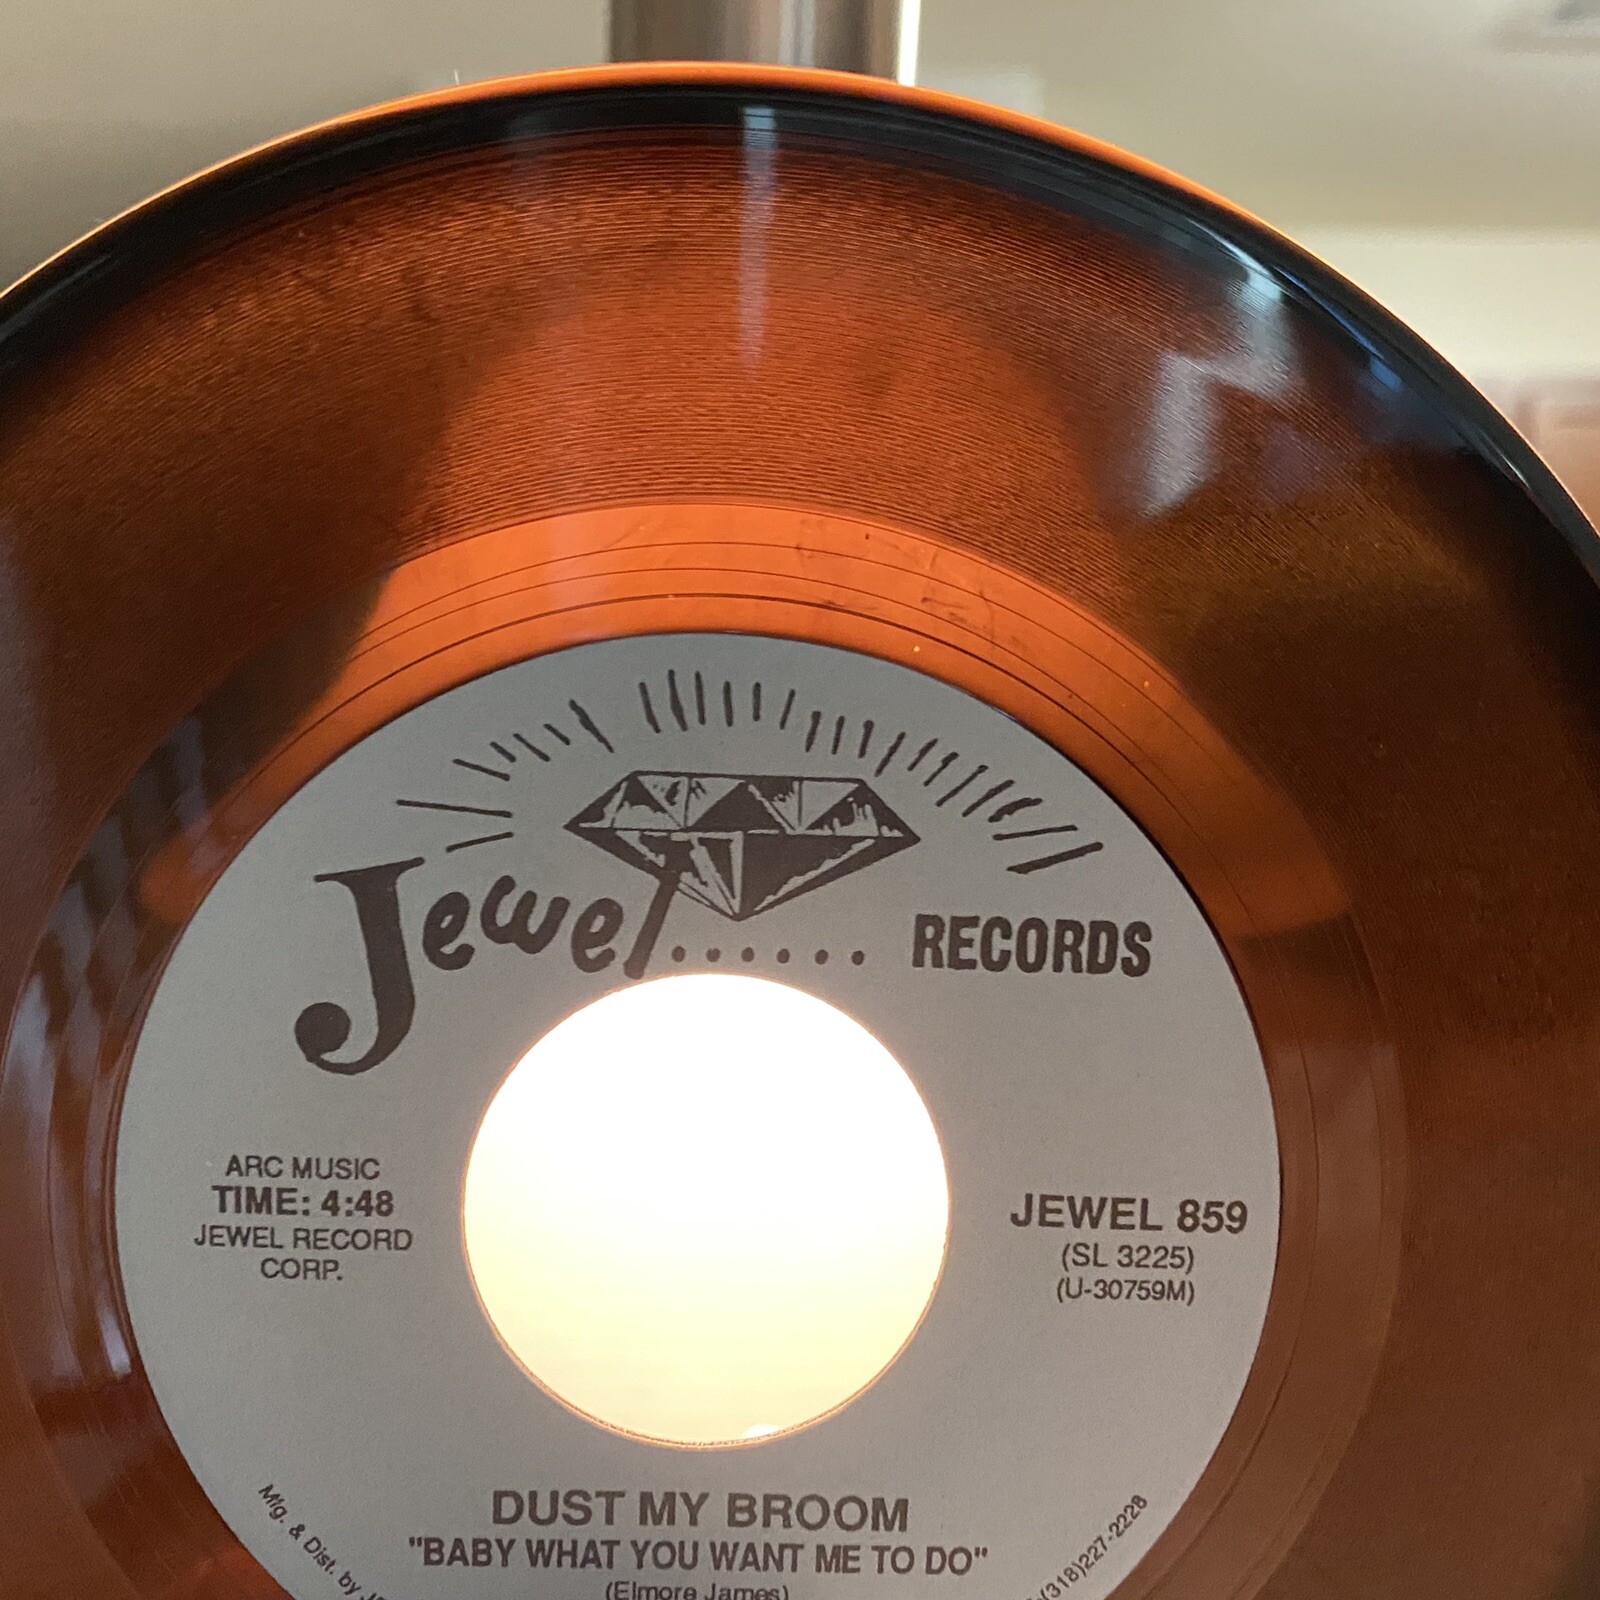 Jewel...... RECORDS
ARC MUSIC
TIME: 4:48
JEWEL RECORD
CORP.
JEWEL 859
(SL 3225)
(U-30759M)
DUST MY BROOM
"BABY WHAT YOU WANT ME TO DO"
(Elmore James)
Mfg. & Dist. by
(318)227-2228